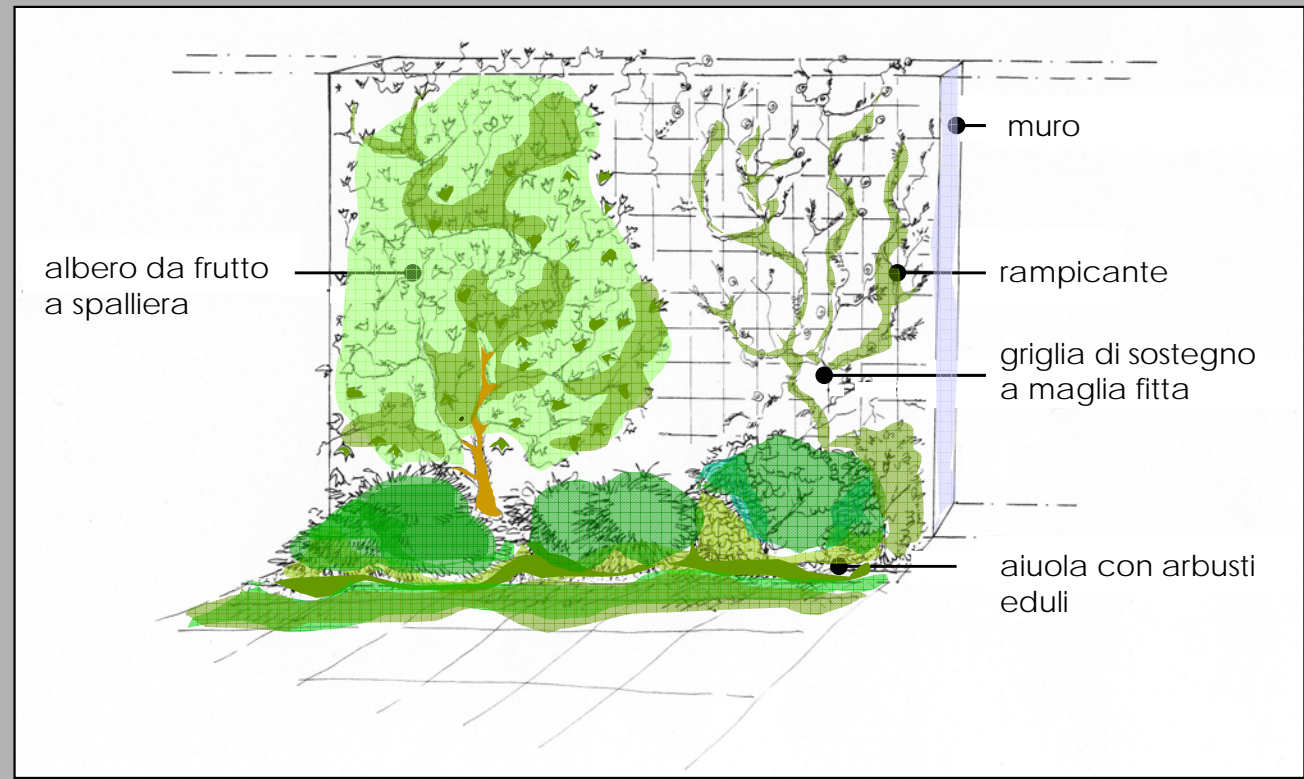 muro
albero da frutto
a spalliera
rampicante
griglia di sostegno
a maglia fitta
aiuola con arbusti
eduli